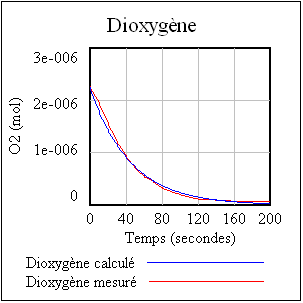 Dioxygène
3e-006
2e-006
1e-006
0
O2 (mol)
0 40 80 120 160 200
Temps (secondes)
Dioxygène calculé
Dioxygène mesuré